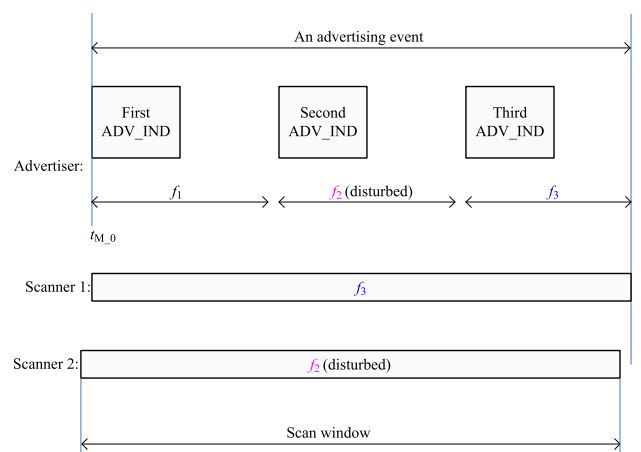 An advertising event
First
ADV_IND
Second
ADV_IND
Third
ADV_IND
Advertiser:
f1
f2 (disturbed)
f3
tM_0
Scanner 1:
f3
Scanner 2:
f2 (disturbed)
Scan window